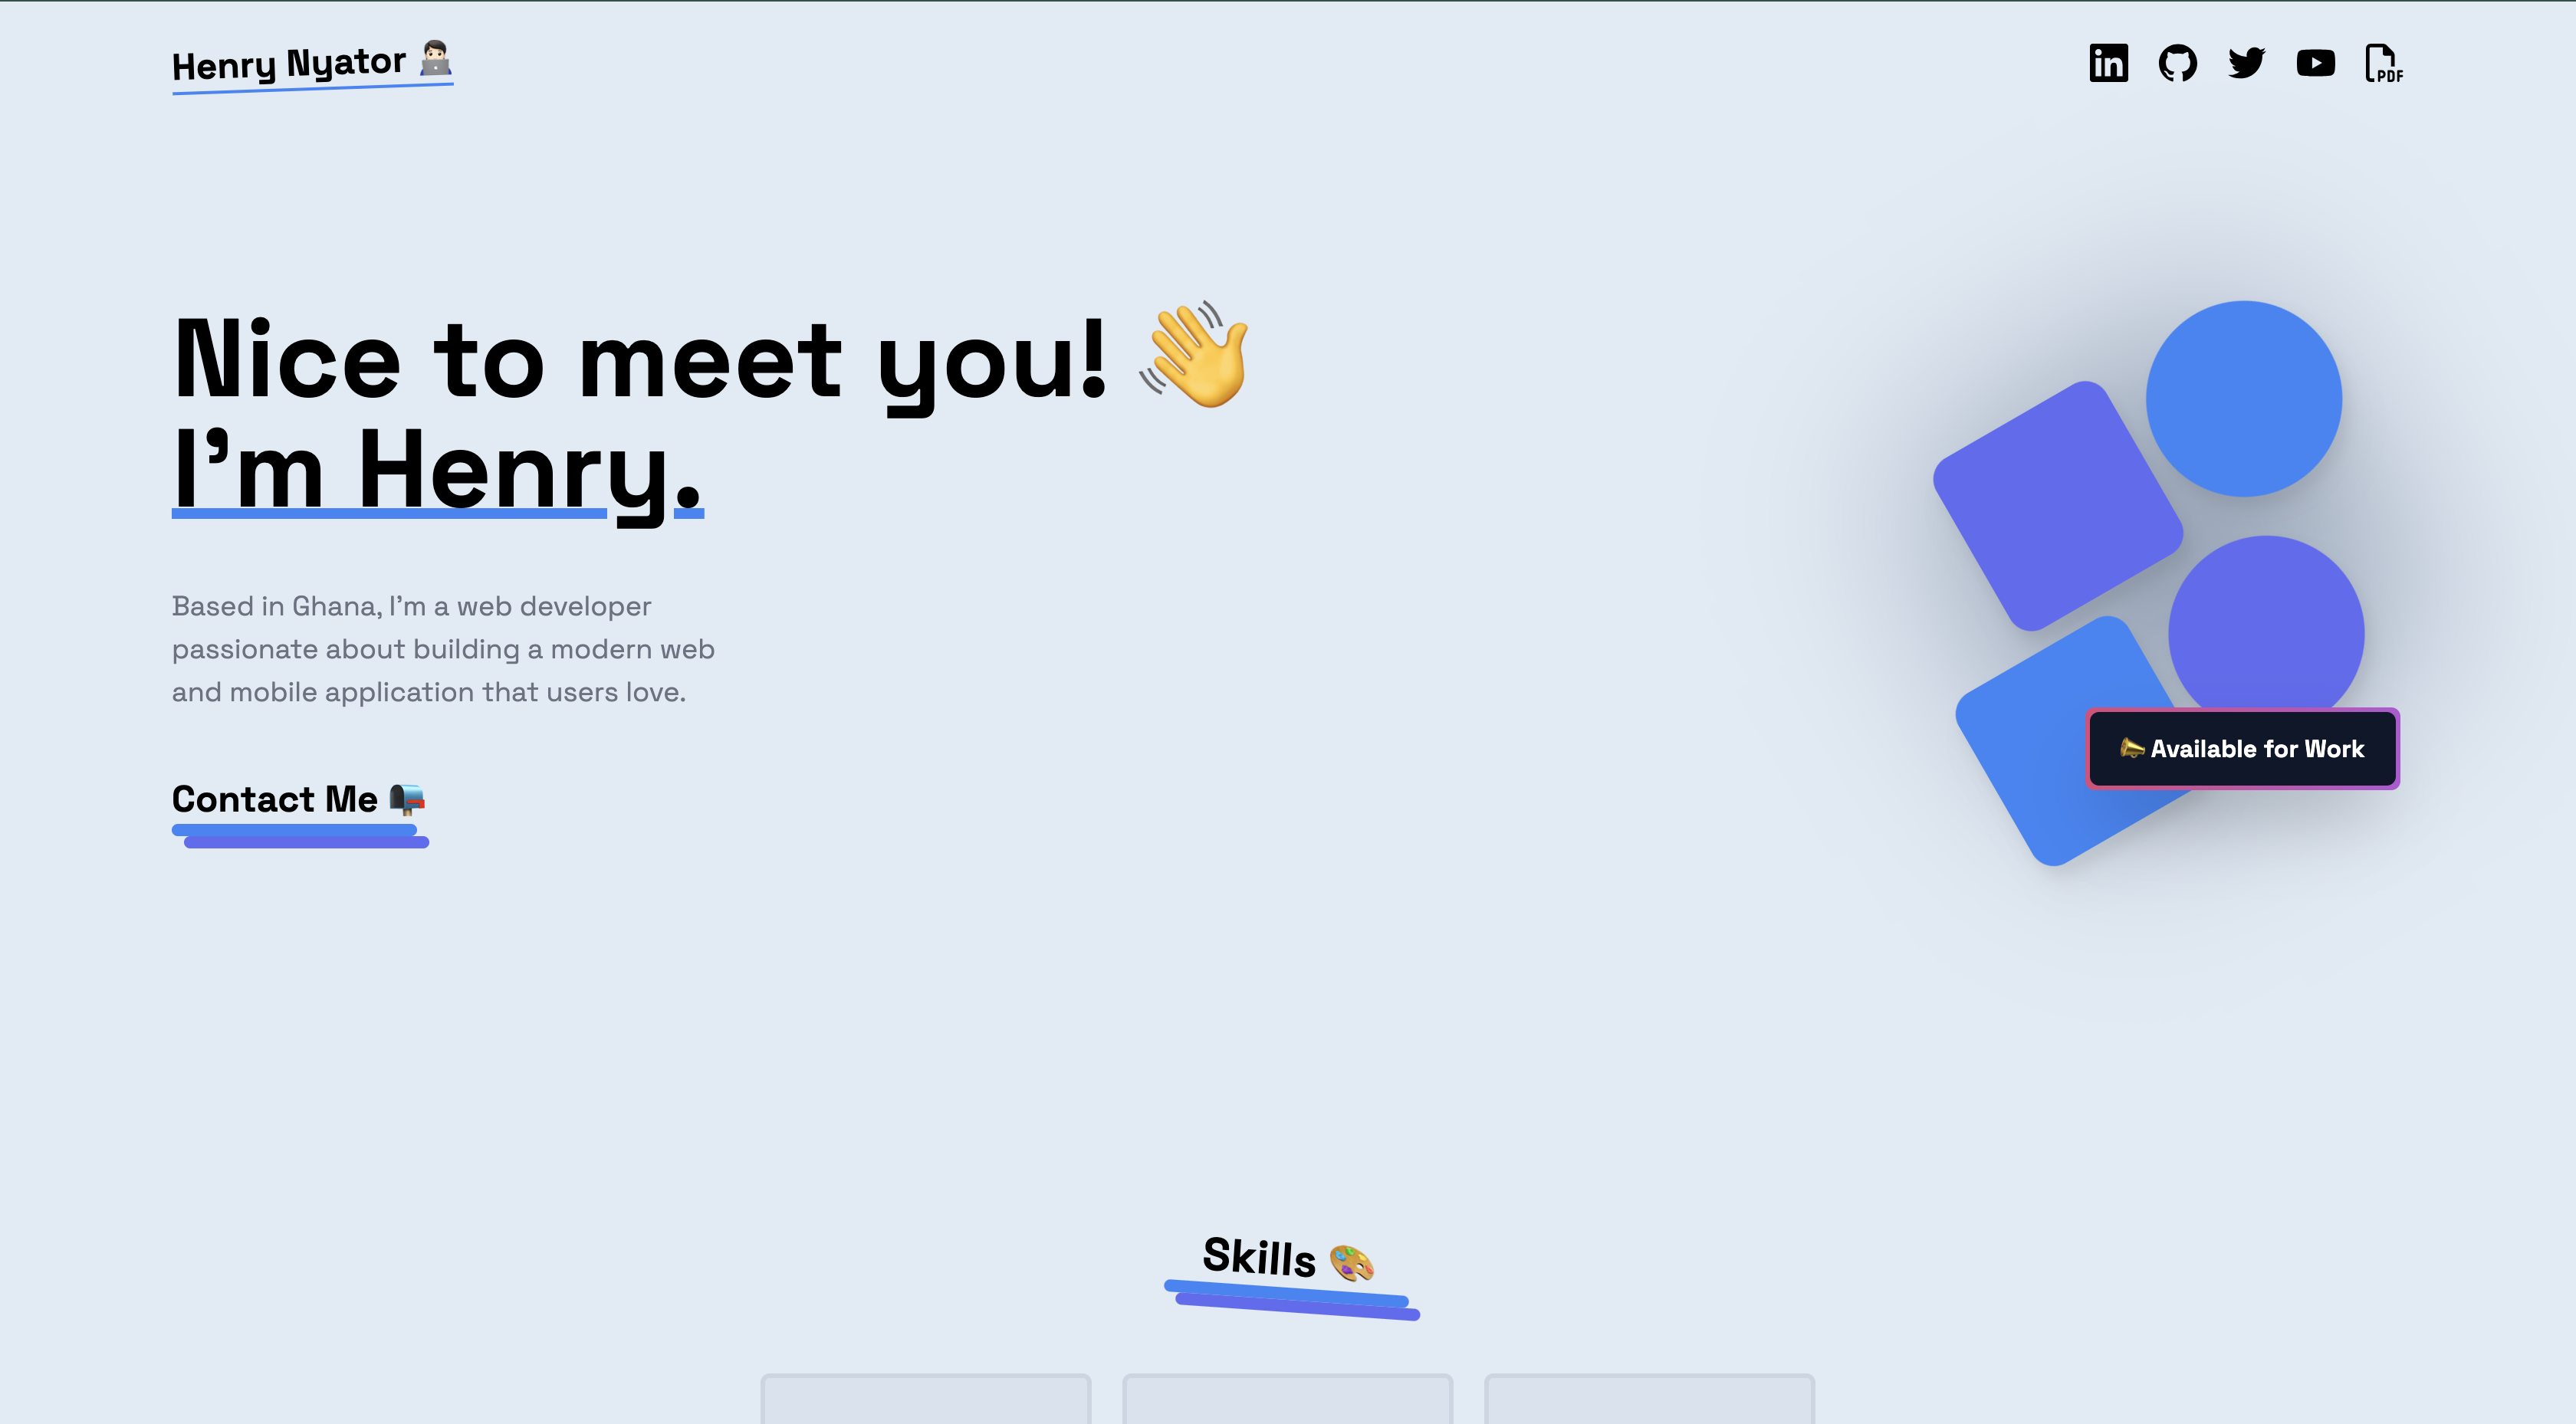 Henry Nyator 👨🏻‍💻
PDF
Nice to meet you! 👋
I’m Henry.
Based in Ghana, I’m a web developer
passionate about building a modern web
and mobile application that users love.
📣 Available for Work
Contact Me 📬
Skills 🎨